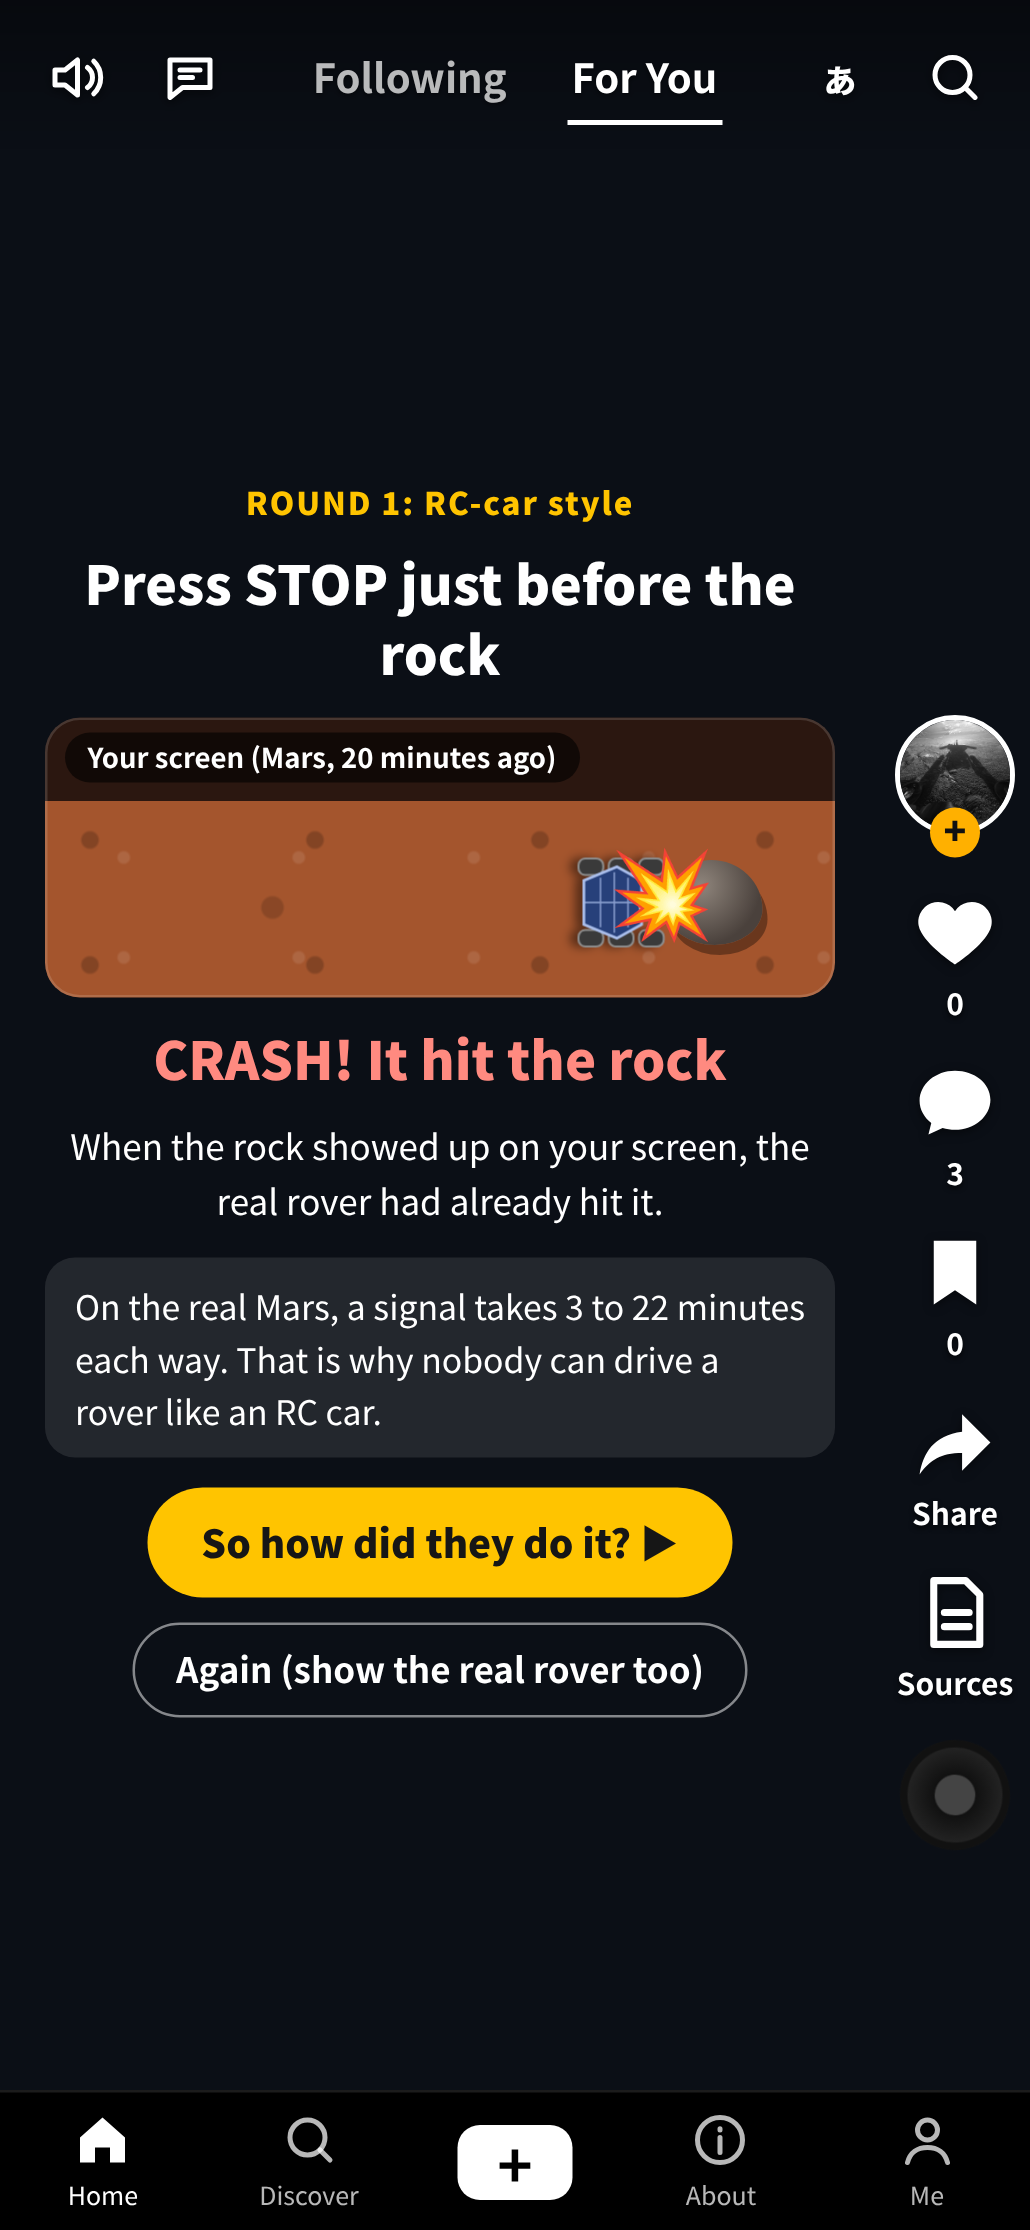 Following
For You
あ
ROUND 1: RC-car style
Press STOP just before the
rock
Your screen (Mars, 20 minutes ago)
CRASH! It hit the rock
When the rock showed up on your screen, the
real rover had already hit it.
On the real Mars, a signal takes 3 to 22 minutes
each way. That is why nobody can drive a
rover like an RC car.
So how did they do it? ▶
Again (show the real rover too)
0
3
0
Share
Sources
Home
Discover
About
Me